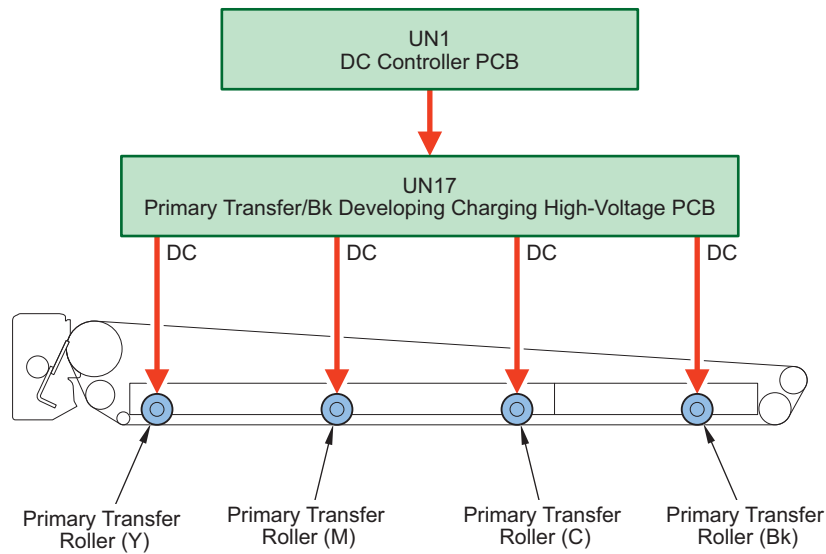 UN1
DC Controller PCB
UN17
Primary Transfer/Bk Developing Charging High-Voltage PCB
DC
DC
DC
DC
Primary Transfer
Roller (Y)
Primary Transfer
Roller (M)
Primary Transfer
Roller (C)
Primary Transfer
Roller (Bk)